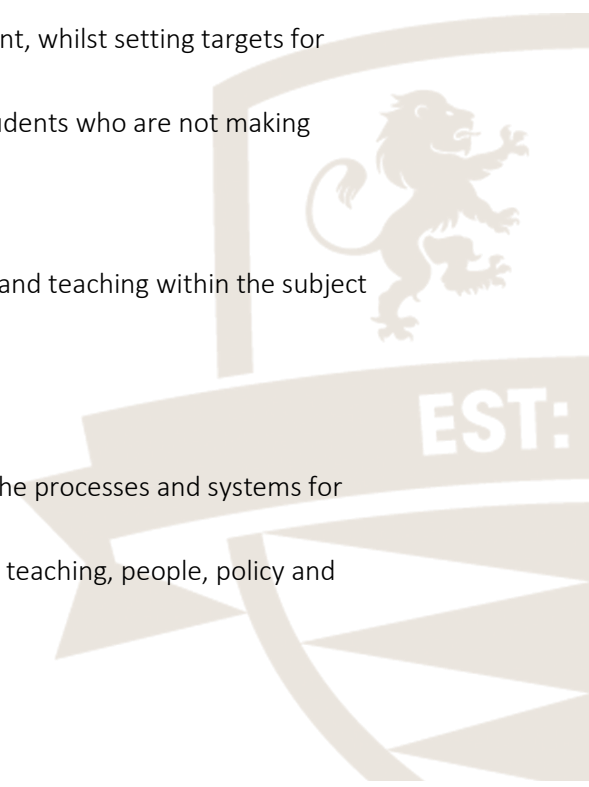 nt, whilst setting targets for
udents who are not making
and teaching within the subject
EST:
he processes and systems for
teaching, people, policy and